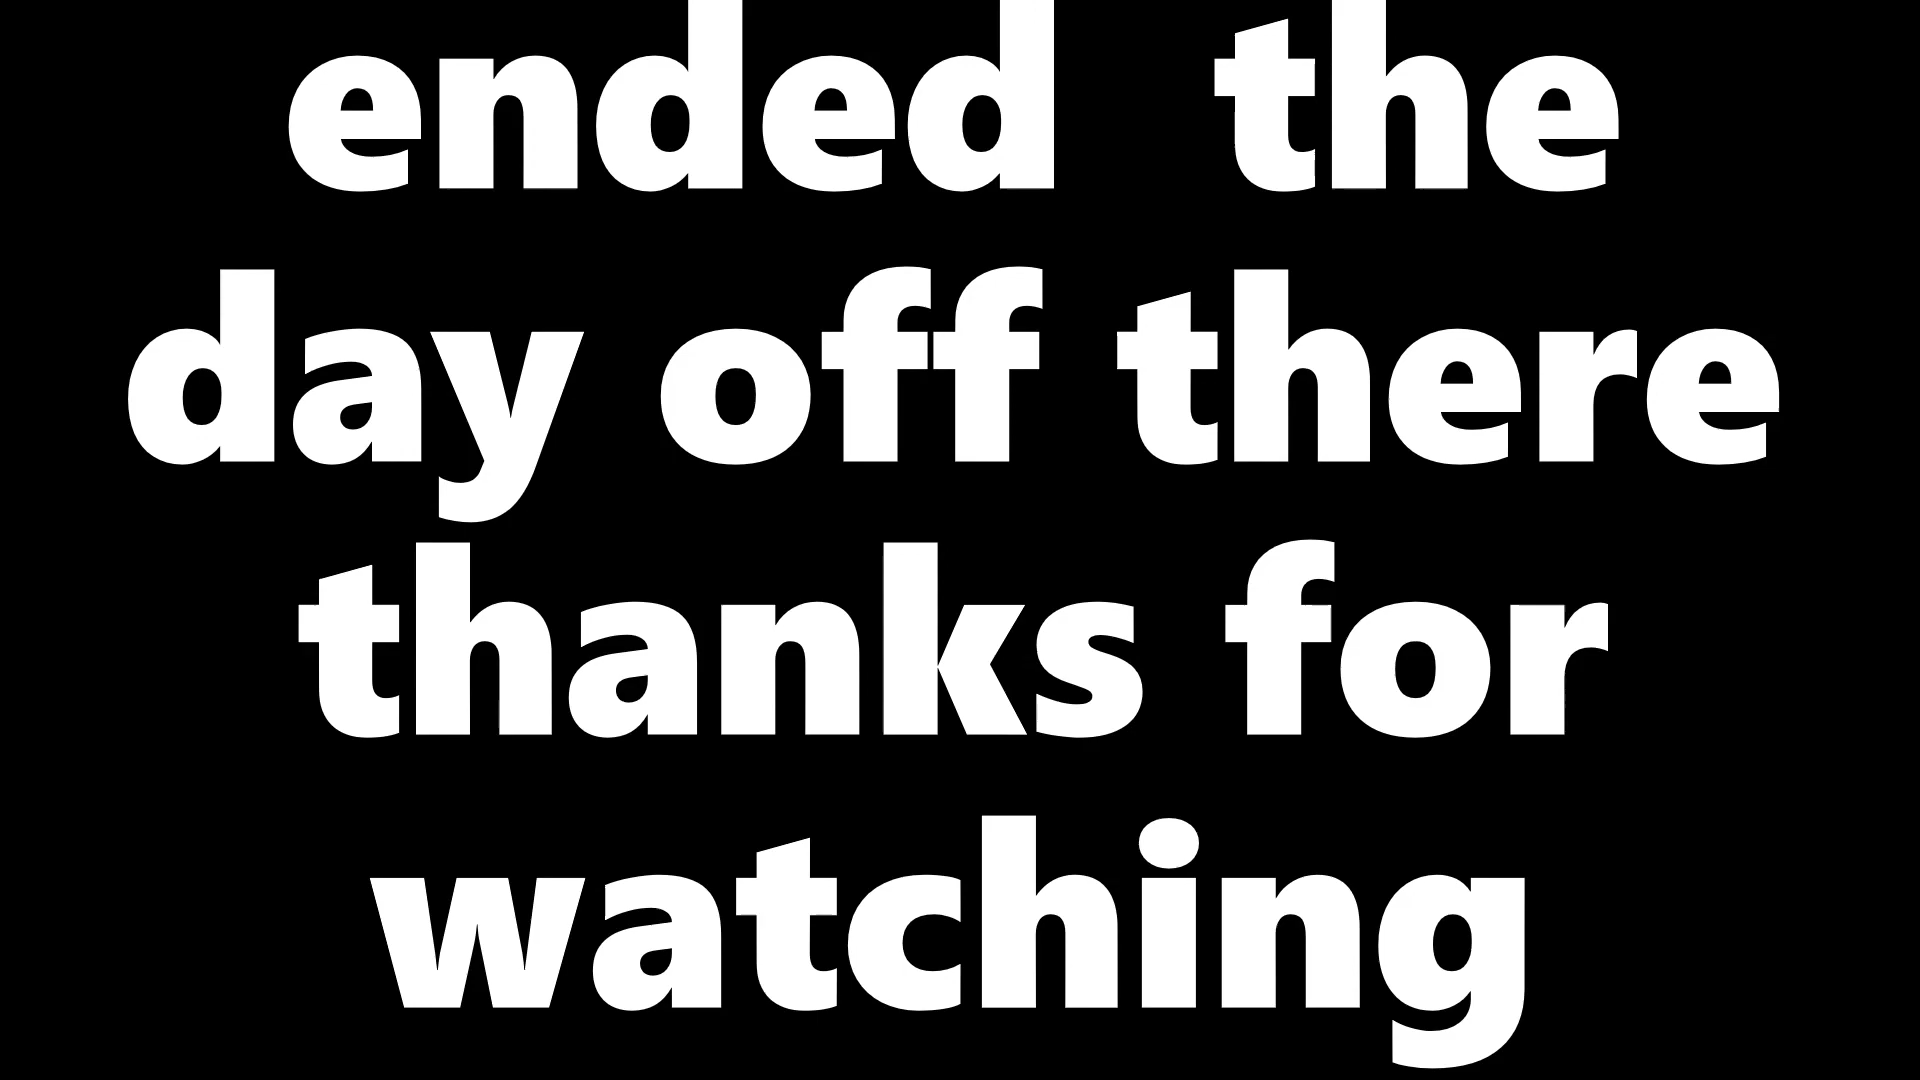 ended  the
day off there
thanks for
watching